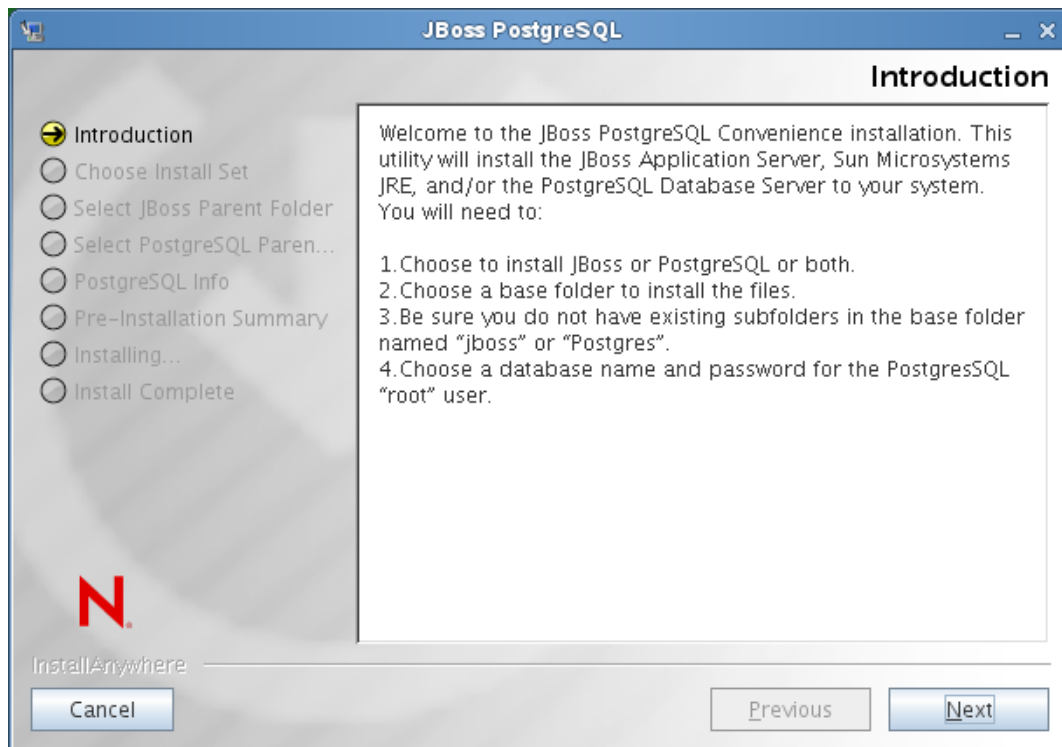 JBoss PostgreSQL
Introduction
Introduction
Choose Install Set
Select JBoss Parent Folder
Select PostgreSQL Paren...
PostgreSQL Info
Pre-Installation Summary
Installing...
Install Complete
Welcome to the JBoss PostgreSQL Convenience installation. This
utility will install the JBoss Application Server, Sun Microsystems
JRE, and/or the PostgreSQL Database Server to your system.
You will need to:
1.Choose to install JBoss or PostgreSQL or both.
2.Choose a base folder to install the files.
3.Be sure you do not have existing subfolders in the base folder
named “jboss” or “Postgres”.
4.Choose a database name and password for the PostgresSQL
“root” user.
N
InstallAnywhere
Cancel
Previous
Next